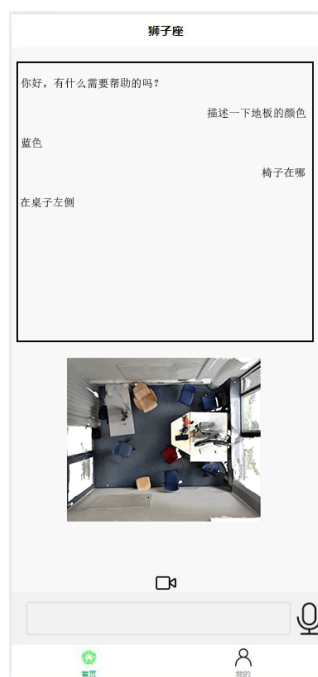 狮子座
你好，有什么需要帮助的吗？
描述一下地板的颜色
蓝色
椅子在哪
在桌子左侧
首页
我的